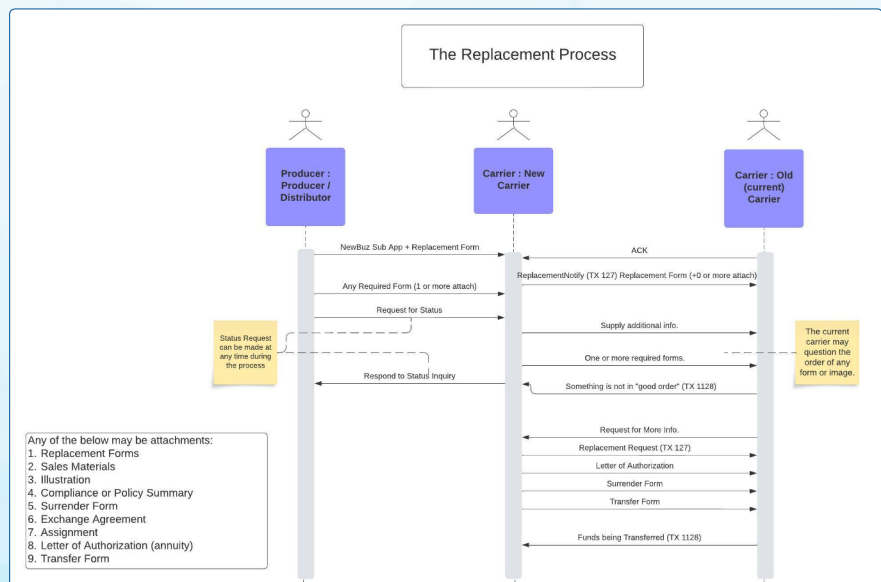 The Replacement Process
Producer :
Producer /
Distributor
Carrier : New
Carrier
Carrier : Old
(current)
Carrier
NewBuz Sub App + Replacement Form
ACK
ReplacementNotify (TX 127) Replacement Form (+0 or more attach)
Any Required Form (1 or more attach)
Request for Status
Status Request
can be made at
any time during
the process
Supply additional info.
The current
carrier may
question the
order of any
form or image.
One or more required forms.
Respond to Status Inquiry
Something is not in "good order" (TX 1128)
Request for More Info.
Replacement Request (TX 127)
Letter of Authorization
Surrender Form
Transfer Form
Funds being Transferred (TX 1128)
Any of the below may be attachments:
1. Replacement Forms
2. Sales Materials
3. Illustration
4. Compliance or Policy Summary
5. Surrender Form
6. Exchange Agreement
7. Assignment
8. Letter of Authorization (annuity)
9. Transfer Form